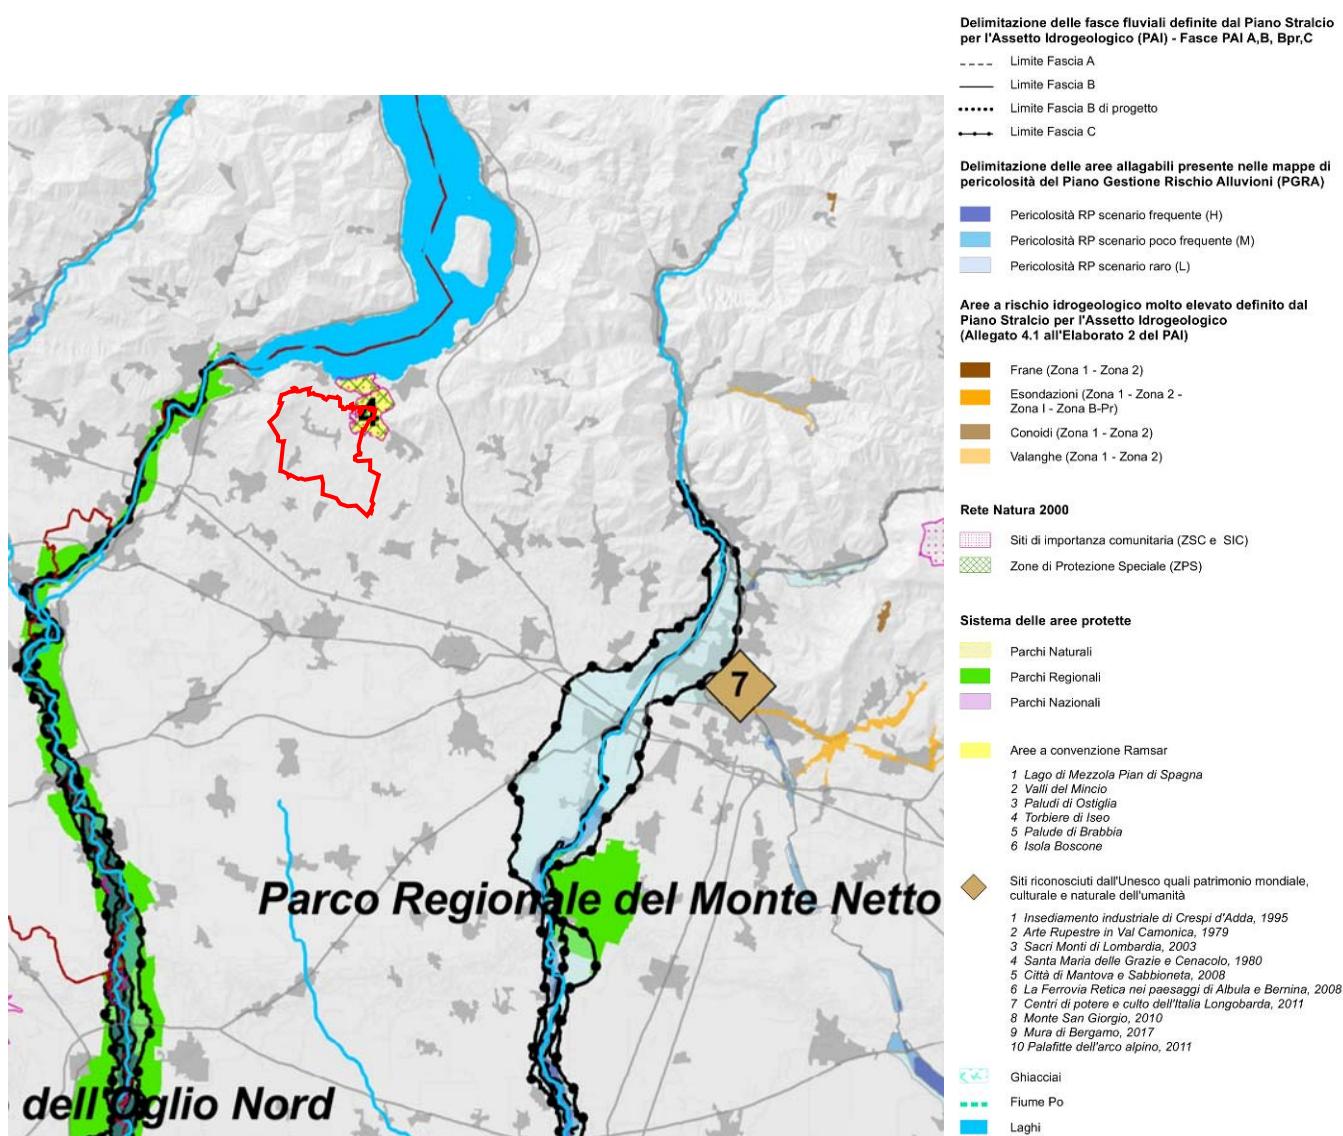 Delimitazione delle fasce fluviali definite dal Piano Stralcio
per l'Assetto Idrogeologico (PAI) - Fasce PAI A,B, Bpr,C
Limite Fascia A
Limite Fascia B
Limite Fascia B di progetto
Limite Fascia C
Delimitazione delle aree allagabili presente nelle mappe di
pericolosità del Piano Gestione Rischio Alluvioni (PGRA)
Pericolosità RP scenario frequente (H)
Pericolosità RP scenario poco frequente (M)
Pericolosità RP scenario raro (L)
Aree a rischio idrogeologico molto elevato definito dal
Piano Stralcio per l'Assetto Idrogeologico
(Allegato 4.1 all'Elaborato 2 del PAI)
Frane (Zona 1 - Zona 2)
Esondazioni (Zona 1 - Zona 2 -
Zona I - Zona B-Pr)
Conoidi (Zona 1 - Zona 2)
Valanghe (Zona 1 - Zona 2)
Rete Natura 2000
Siti di importanza comunitaria (ZSC e SIC)
Zone di Protezione Speciale (ZPS)
Sistema delle aree protette
Parchi Naturali
Parchi Regionali
Parchi Nazionali
Aree a convenzione Ramsar
1 Lago di Mezzola Pian di Spagna
2 Valli del Mincio
3 Paludi di Ostiglia
4 Torbiere di Iseo
5 Palude di Brabbia
6 Isola Boscone
Siti riconosciuti dall'Unesco quali patrimonio mondiale,
culturale e naturale dell'umanità
1 Insediamento industriale di Crespi d'Adda, 1995
2 Arte Rupestre in Val Camonica, 1979
3 Sacri Monti di Lombardia, 2003
4 Santa Maria delle Grazie e Cenacolo, 1980
5 Città di Mantova e Sabbioneta, 2008
6 La Ferrovia Retica nei paesaggi di Albula e Bernina, 2008
7 Centri di potere e culto dell'Italia Longobarda, 2011
8 Monte San Giorgio, 2010
9 Mura di Bergamo, 2017
10 Palafitte dell'arco alpino, 2011
Ghiacciai
Fiume Po
Laghi
7
Parco Regionale del Monte Netto
dell'Oglio Nord